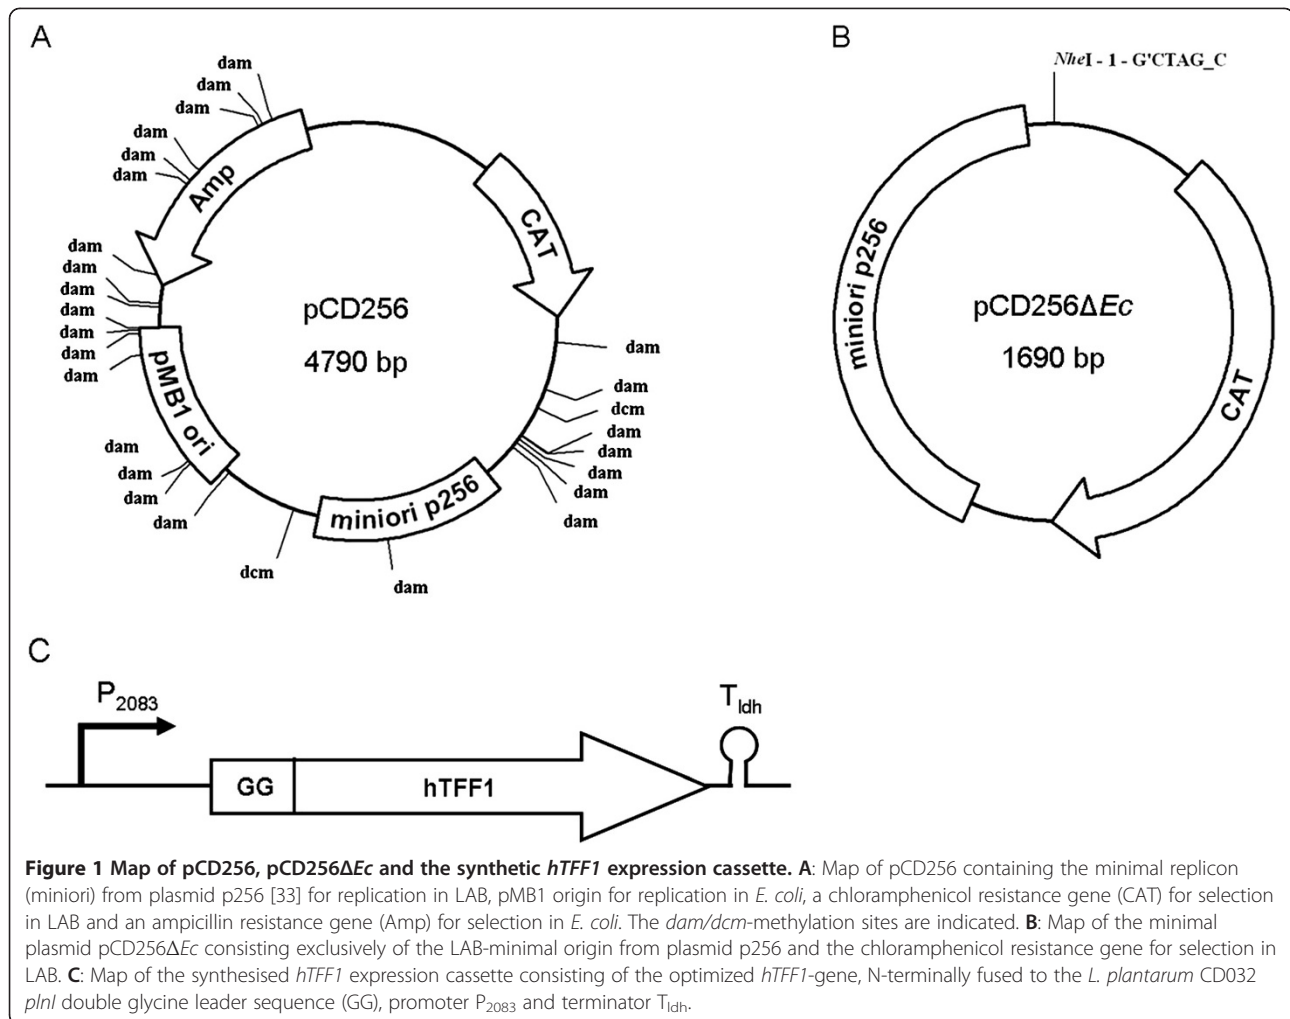 A
dam
dam
dam
dam
dam
dam
Amp
CAT
dam
dam
dam
dam
dam
dam
dam
pCD256
4790 bp
dam
dam
dcm
dam
dam
dam
dam
dam
pMB1 ori
dam
dam
dam
dam
miniori p256
dcm
dam
B
NheI - 1 - G'CTAG_C
miniori p256
pCD256ΔEc
1690 bp
CAT
C
P2083
Tldh
GG
hTFF1
Figure 1 Map of pCD256, pCD256ΔEc and the synthetic hTFF1 expression cassette. A: Map of pCD256 containing the minimal replicon
(miniori) from plasmid p256 [33] for replication in LAB, pMB1 origin for replication in E. coli, a chloramphenicol resistance gene (CAT) for selection
in LAB and an ampicillin resistance gene (Amp) for selection in E. coli. The dam/dcm-methylation sites are indicated. B: Map of the minimal
plasmid pCD256ΔEc consisting exclusively of the LAB-minimal origin from plasmid p256 and the chloramphenicol resistance gene for selection in
LAB. C: Map of the synthesised hTFF1 expression cassette consisting of the optimized hTFF1-gene, N-terminally fused to the L. plantarum CD032
plnI double glycine leader sequence (GG), promoter P2083 and terminator Tldh.